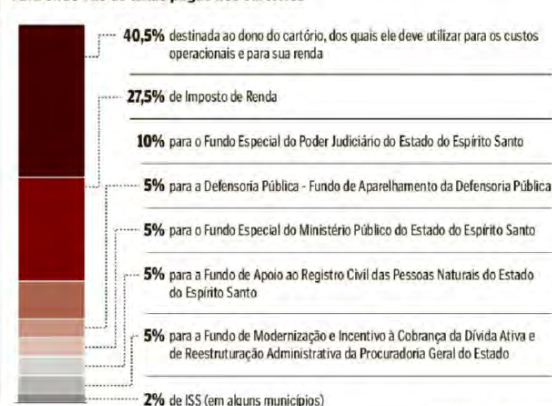 40,5% destinada ao dono do cartório, dos quais ele deve utilizar para os custos
operacionais e para sua renda
27,5% de Imposto de Renda
10% para o Fundo Especial do Poder Judiciário do Estado do Espírito Santo
5% para a Defensoria Pública - Fundo de Aparelhamento da Defensoria Pública
5% para o Fundo Especial do Ministério Público do Estado do Espírito Santo
5% para a Fundo de Apoio ao Registro Civil das Pessoas Naturais do Estado
do Espírito Santo
5% para a Fundo de Modernização e Incentivo à Cobrança da Dívida Ativa e
de Reestruturação Administrativa da Procuradoria Geral do Estado
2% de ISS (em alguns municípios)